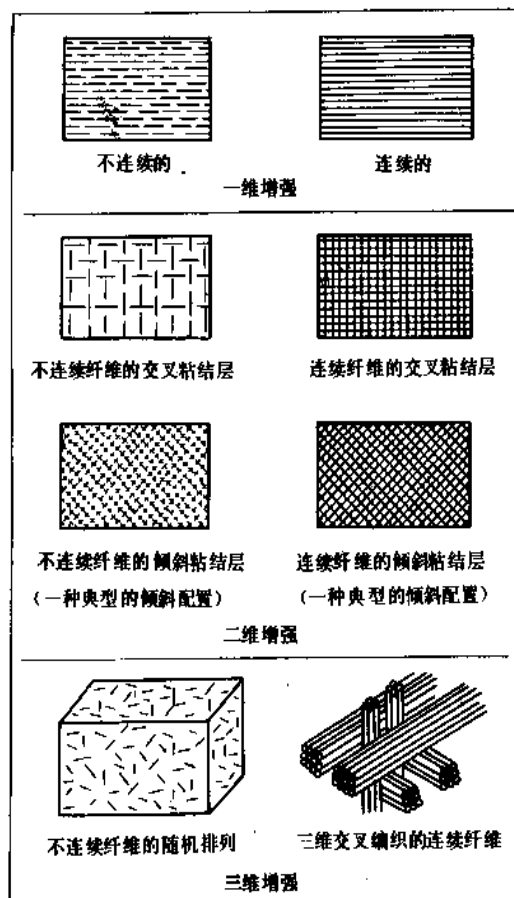 不连续的
连续的
一维增强
不连续纤维的交叉粘结层
连续纤维的交叉粘结层
不连续纤维的倾斜粘结层
(一种典型的倾斜配置)
连续纤维的倾斜粘结层
(一种典型的倾斜配置)
二维增强
不连续纤维的随机排列
三维交叉编织的连续纤维
三维增强